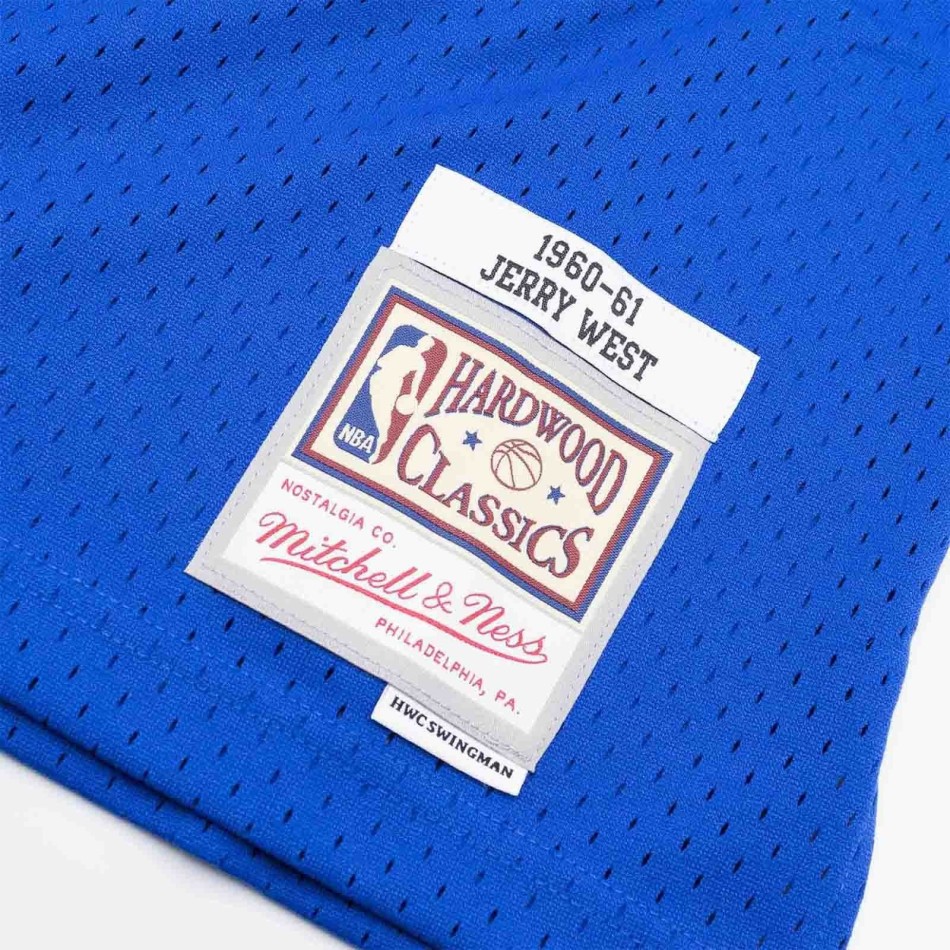 1960-61
JERRY WEST
HARDWOOD
CLASSICS
NBA
NOSTALGIA CO.
Mitchell & Ness
PHILADELPHIA, PA.
HWC SWINGMAN